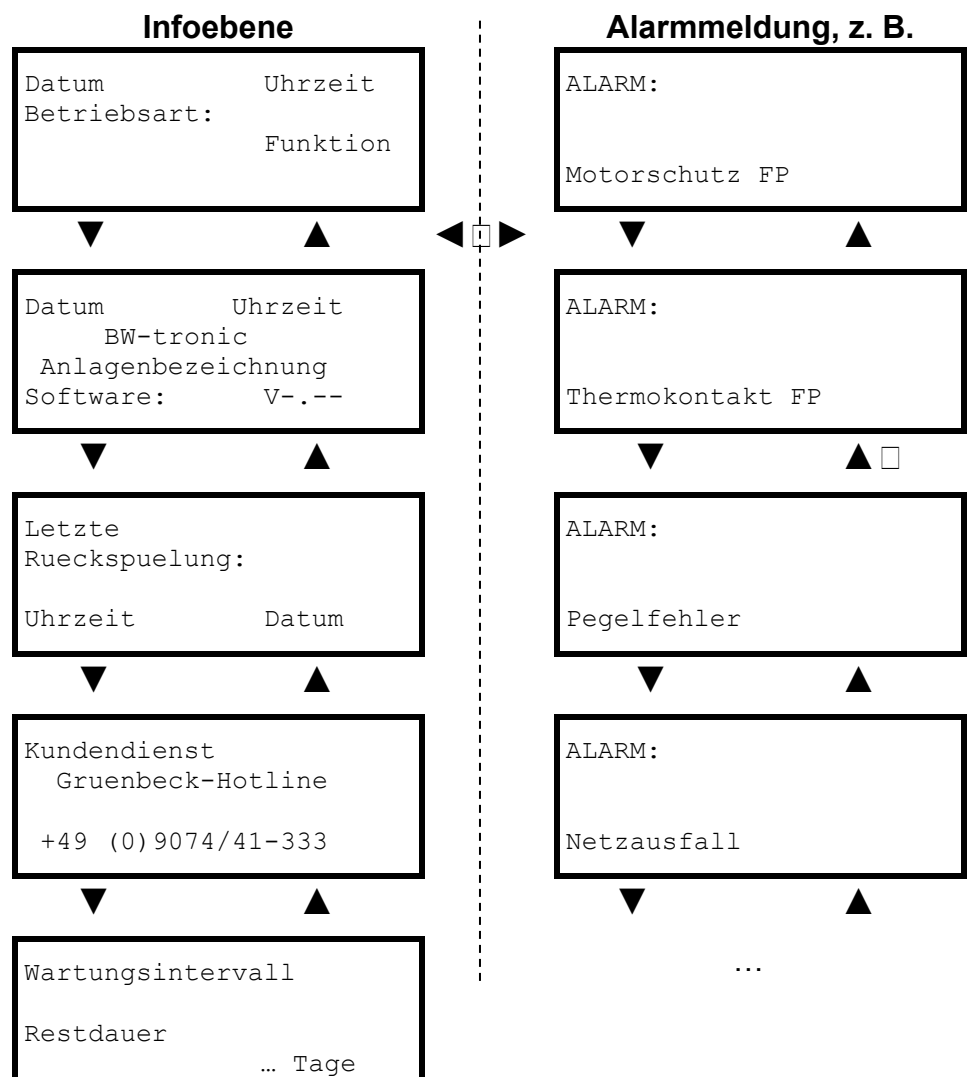 Infoebene
Datum Uhrzeit
Betriebsart:
Funktion
Datum Uhrzeit
BW-tronic
Anlagenbezeichnung
Software: V-.--
Letzte
Rueckspuelung:
Uhrzeit Datum
Kundendienst
Gruenbeck-Hotline
+49 (0)9074/41-333
Wartungsintervall
Restdauer
… Tage
Alarmmeldung, z. B.
ALARM:
Motorschutz FP
ALARM:
Thermokontakt FP
ALARM:
Pegelfehler
ALARM:
Netzausfall
…